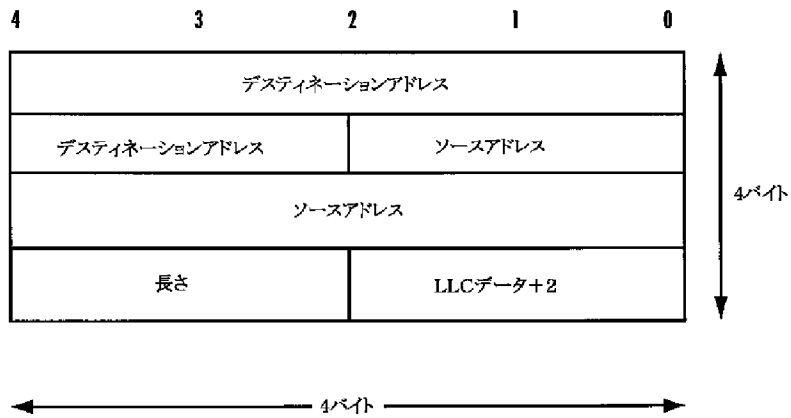 4 3 2 1 0
デスティネーションアドレス
デスティネーションアドレス ソースアドレス
ソースアドレス
4バイト
長さ LLCデータ+2
4バイト